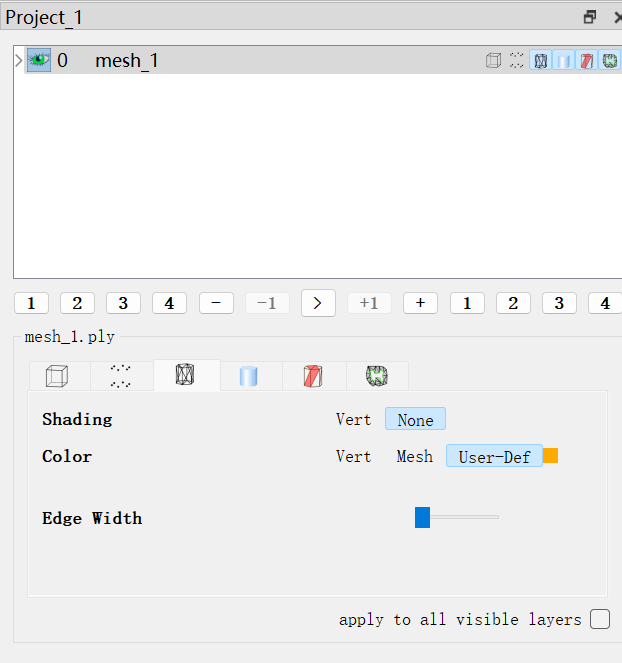 Project_1
0 mesh_1
1 2 3 4 - -1 > +1 + 1 2 3 4
mesh_1.ply
Shading Vert None
Color Vert Mesh User-Def
Edge Width
apply to all visible layers